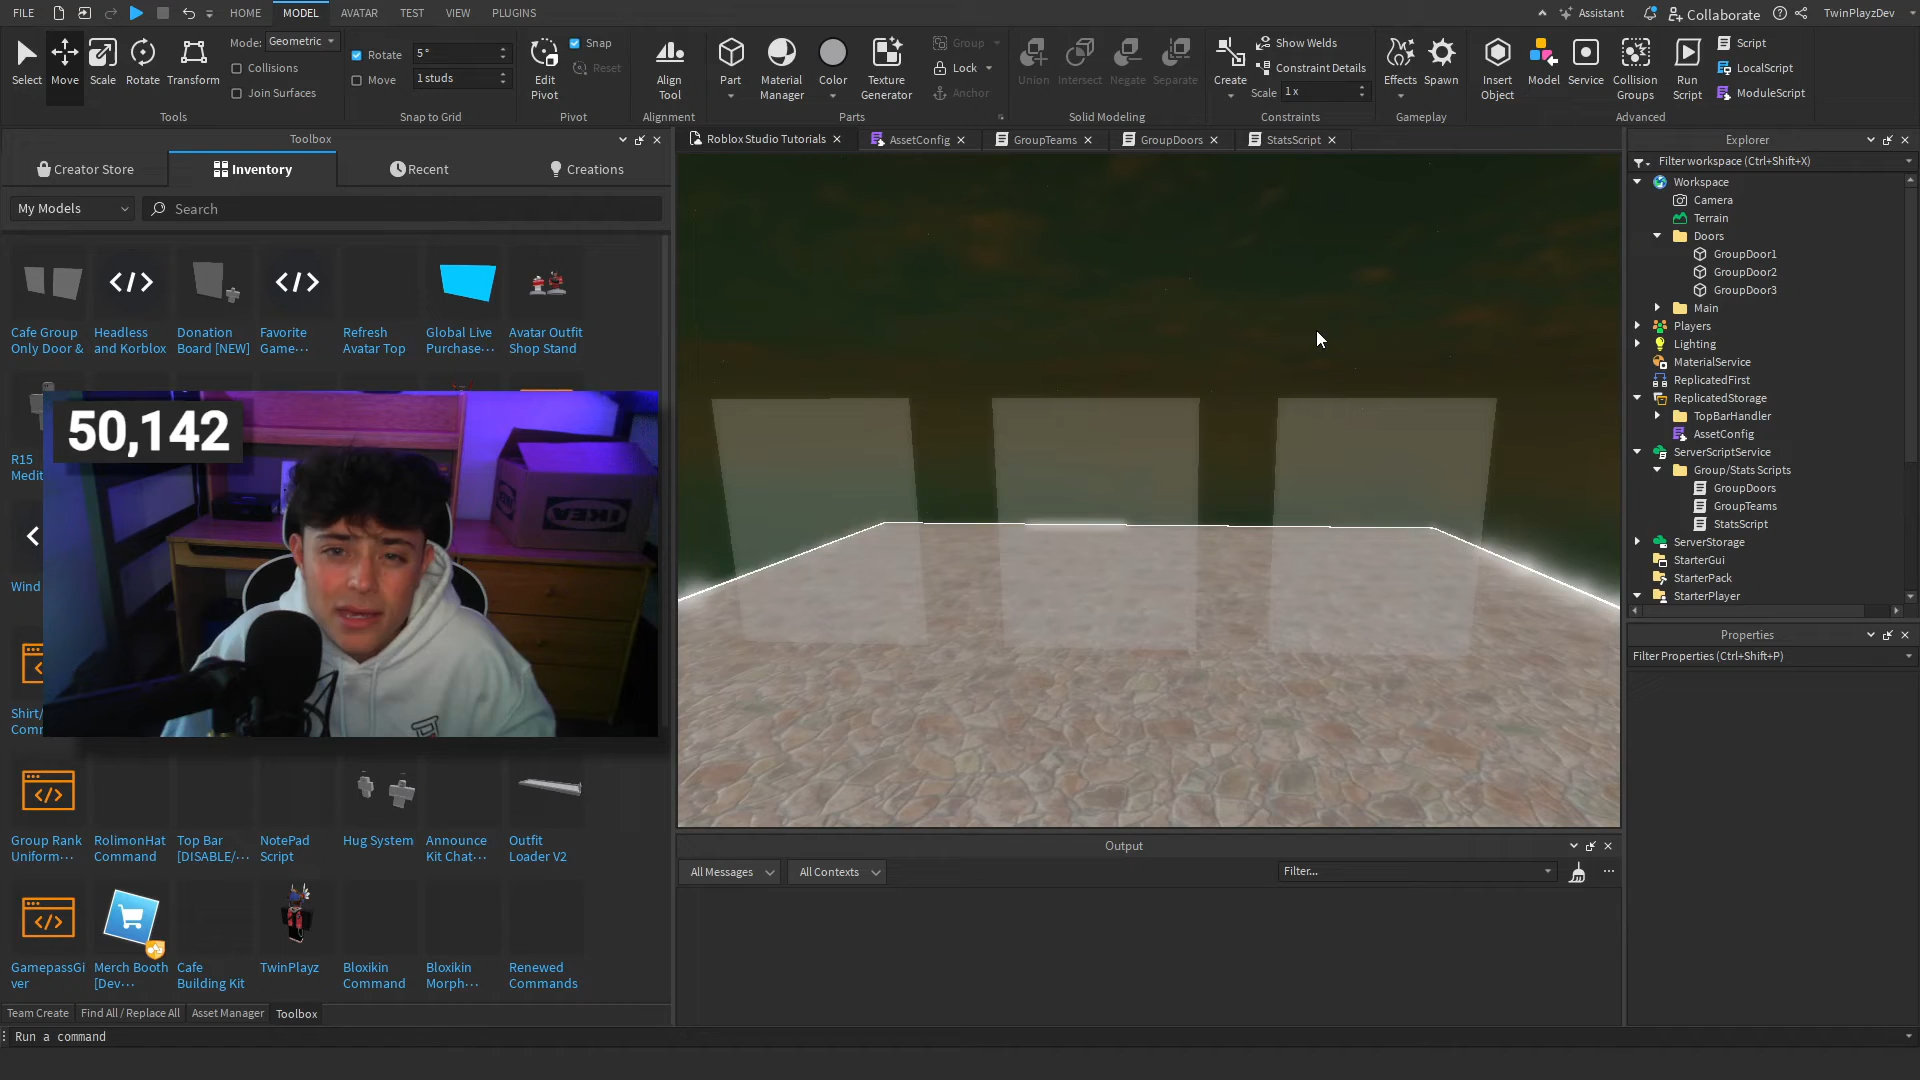 FILE HOME MODEL AVATAR TEST VIEW PLUGINS Assistant Collaborate TwinPlayzDev
Select Move Scale Rotate Transform
Mode: Geometric
Collisions
Join Surfaces
Tools
Rotate 5°
Move 1 studs
Snap to Grid
Edit
Pivot
Snap
Reset
Pivot
Align
Tool
Alignment
Part
Material
Manager
Color
Texture
Generator
Group
Lock
Anchor
Parts
Union Intersect Negate Separate
Solid Modeling
Create
Show Welds
Constraint Details
Scale 1 x
Constraints
Effects Spawn
Gameplay
Insert
Object
Model Service
Collision
Groups
Run
Script
Script
LocalScript
ModuleScript
Advanced
Toolbox
Creator Store Inventory Recent Creations
My Models Search
Cafe Group
Only Door &
Headless
and Korblox
Donation
Board [NEW]
Favorite
Game...
Refresh
Avatar Top
Global Live
Purchase...
Avatar Outfit
Shop Stand
R15
Medit
Wind
Shirt/
Comm
50,142
IKEA
Group Rank
Uniform...
RolimonHat
Command
Top Bar
[DISABLE/...
NotePad
Script
Hug System
Announce
Kit Chat...
Outfit
Loader V2
GamepassGi
ver
Merch Booth
[Dev...
Cafe
Building Kit
TwinPlayz
Bloxikin
Command
Bloxikin
Morph...
Renewed
Commands
Team Create Find All / Replace All Asset Manager Toolbox
Run a command
Roblox Studio Tutorials AssetConfig GroupTeams GroupDoors StatsScript
Output
All Messages All Contexts Filter...
Explorer
Filter workspace (Ctrl+Shift+X)
Workspace
Camera
Terrain
Doors
GroupDoor1
GroupDoor2
GroupDoor3
Main
Players
Lighting
MaterialService
ReplicatedFirst
ReplicatedStorage
TopBarHandler
AssetConfig
ServerScriptService
Group/Stats Scripts
GroupDoors
GroupTeams
StatsScript
ServerStorage
StarterGui
StarterPack
StarterPlayer
Properties
Filter Properties (Ctrl+Shift+P)